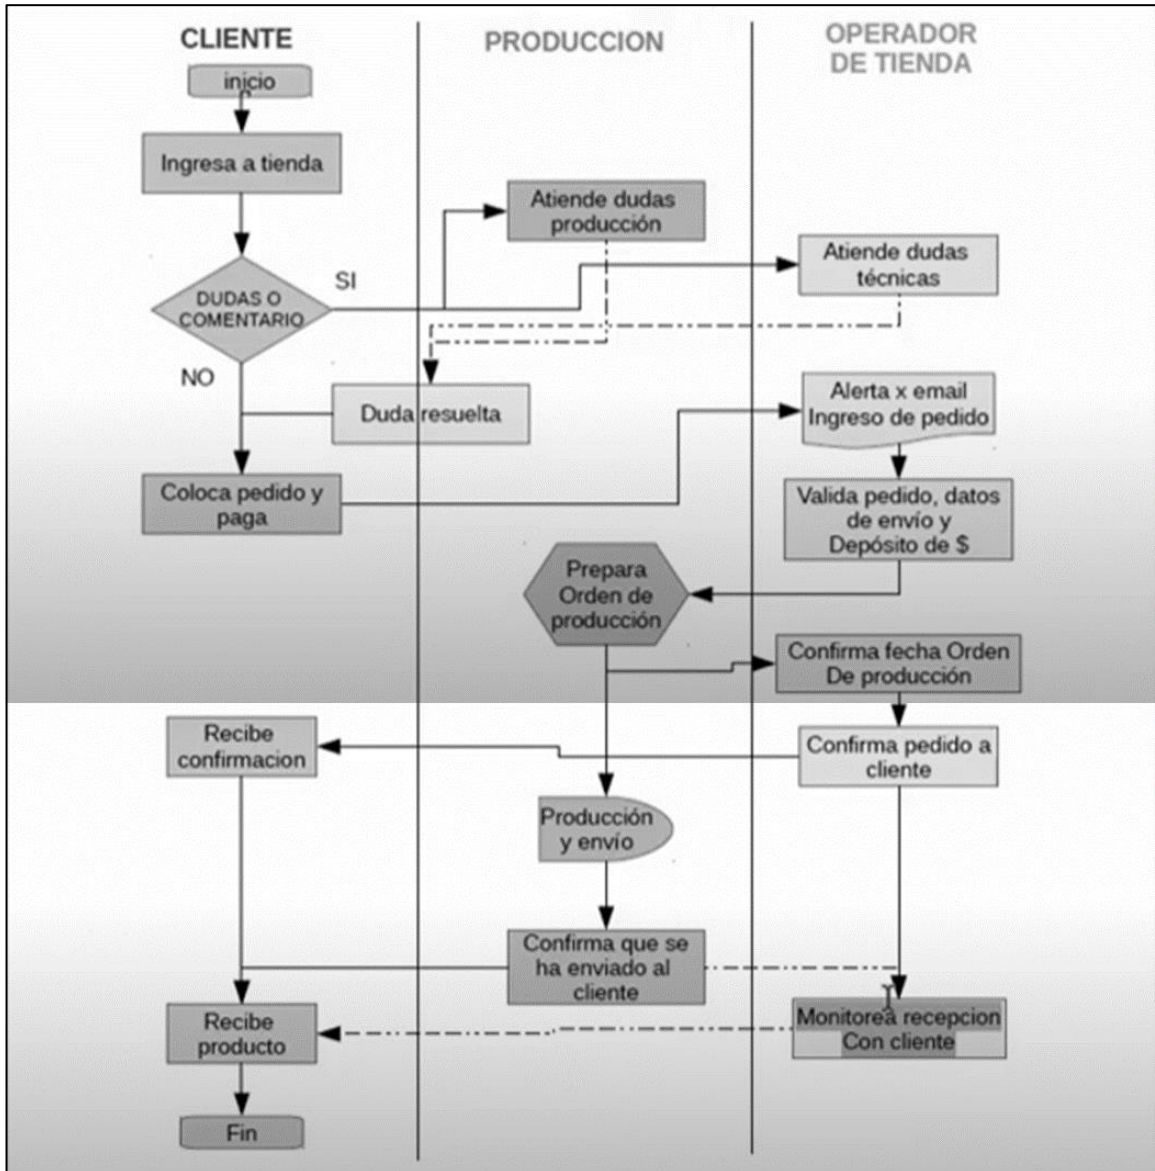 CLIENTE
PRODUCCION
OPERADOR
DE TIENDA
inicio
Ingresa a tienda
Atiende dudas
producción
Atiende dudas
técnicas
SI
DUDAS O
COMENTARIO
NO
Duda resuelta
Alerta x email
Ingreso de pedido
Coloca pedido y
paga
Valida pedido, datos
de envío y
Depósito de $
Prepara
Orden de
producción
Confirma fecha Orden
De producción
Recibe
confirmacion
Confirma pedido a
cliente
Producción
y envío
Confirma que se
ha enviado al
cliente
Recibe
producto
Monitorea recepcion
Con cliente
Fin